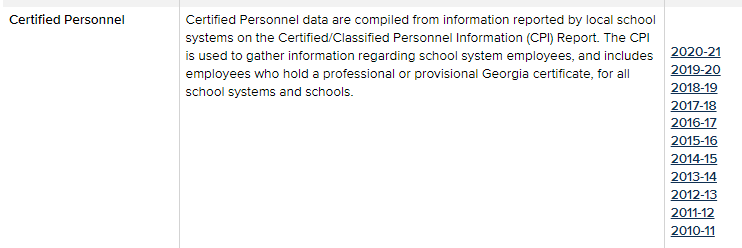 Certified Personnel
Certified Personnel data are compiled from information reported by local school
systems on the Certified/Classified Personnel Information (CPI) Report. The CPI
is used to gather information regarding school system employees, and includes
employees who hold a professional or provisional Georgia certificate, for all
school systems and schools.
2020-21
2019-20
2018-19
2017-18
2016-17
2015-16
2014-15
2013-14
2012-13
2011-12
2010-11